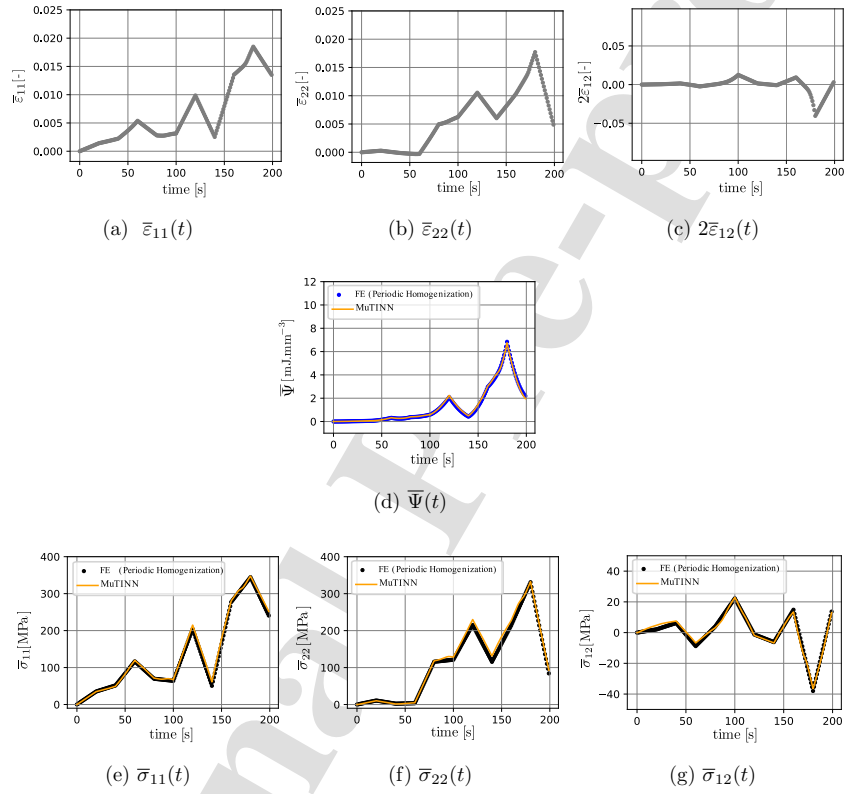 0.025
0.020
0.015
0.010
0.005
0.000
ε̅₁₁[-]
0 50 100 150 200
time [s]
(a) ε̅₁₁(t)
0.025
0.020
0.015
0.010
0.005
0.000
ε̅₂₂[-]
0 50 100 150 200
time [s]
(b) ε̅₂₂(t)
0.05
0.00
−0.05
2ε̅₁₂[-]
0 50 100 150 200
time [s]
(c) 2ε̅₁₂(t)
12
10
8
6
4
2
0
Ψ̅ [mJ.mm⁻³]
FE (Periodic Homogenization)
MuTINN
0 50 100 150 200
time [s]
(d) Ψ̅(t)
400
300
200
100
0
σ̅₁₁[MPa]
FE (Periodic Homogenization)
MuTINN
0 50 100 150 200
time [s]
(e) σ̅₁₁(t)
400
300
200
100
0
σ̅₂₂[MPa]
FE (Periodic Homogenization)
MuTINN
0 50 100 150 200
time [s]
(f) σ̅₂₂(t)
40
20
0
−20
−40
σ̅₁₂[MPa]
FE (Periodic Homogenization)
MuTINN
0 50 100 150 200
time [s]
(g) σ̅₁₂(t)
nal Pre-p